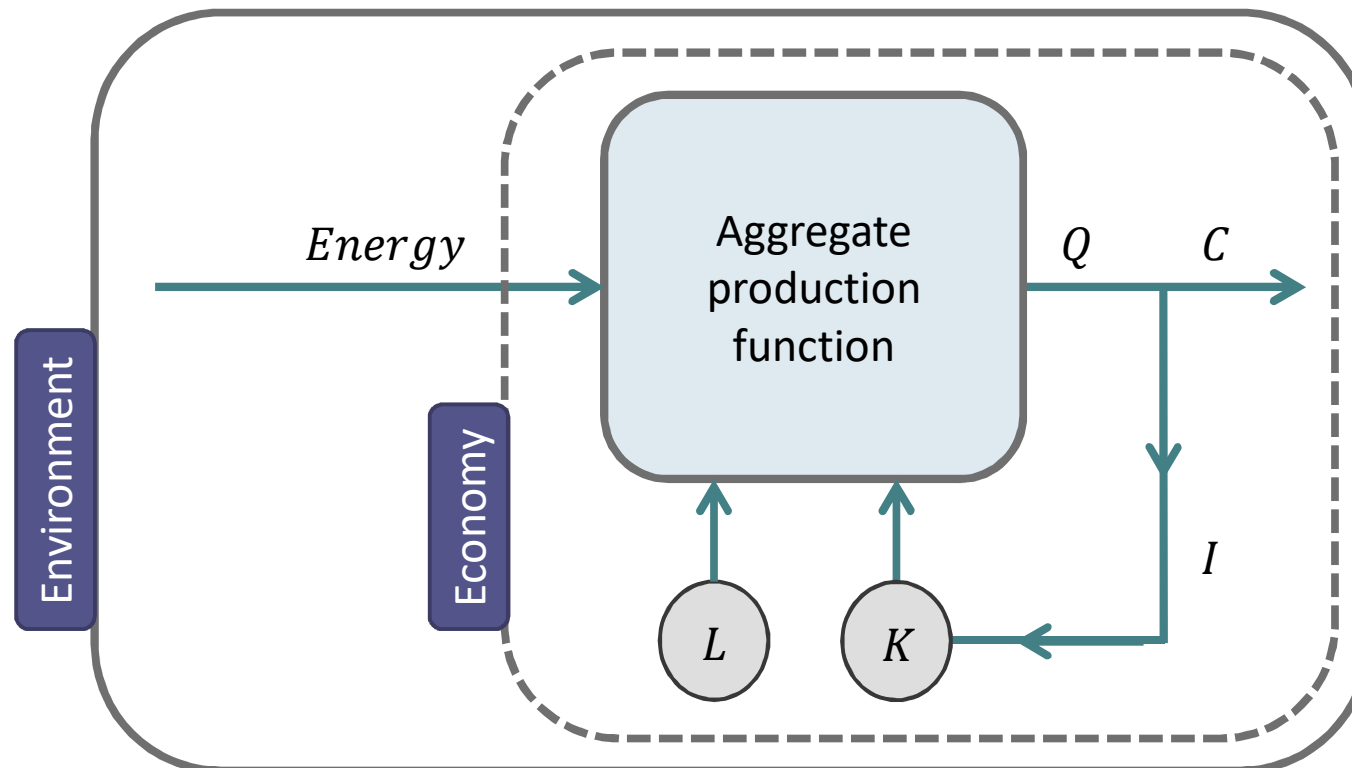 Environment
Economy
Energy
Aggregate
production
function
Q
C
I
L
K